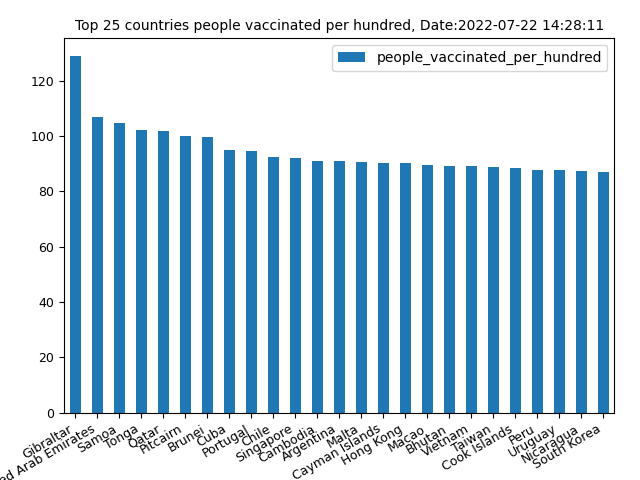 Top 25 countries people vaccinated per hundred, Date:2022-07-22 14:28:11
people_vaccinated_per_hundred
120
100
80
60
40
20
0
Gibraltar
Arab Emirates
Samoa
Tonga
Qatar
Pitcairn
Brunei
Cuba
Portugal
Chile
Singapore
Cambodia
Argentina
Malta
Cayman Islands
Hong Kong
Macao
Bhutan
Vietnam
Taiwan
Cook Islands
Peru
Uruguay
Nicaragua
South Korea